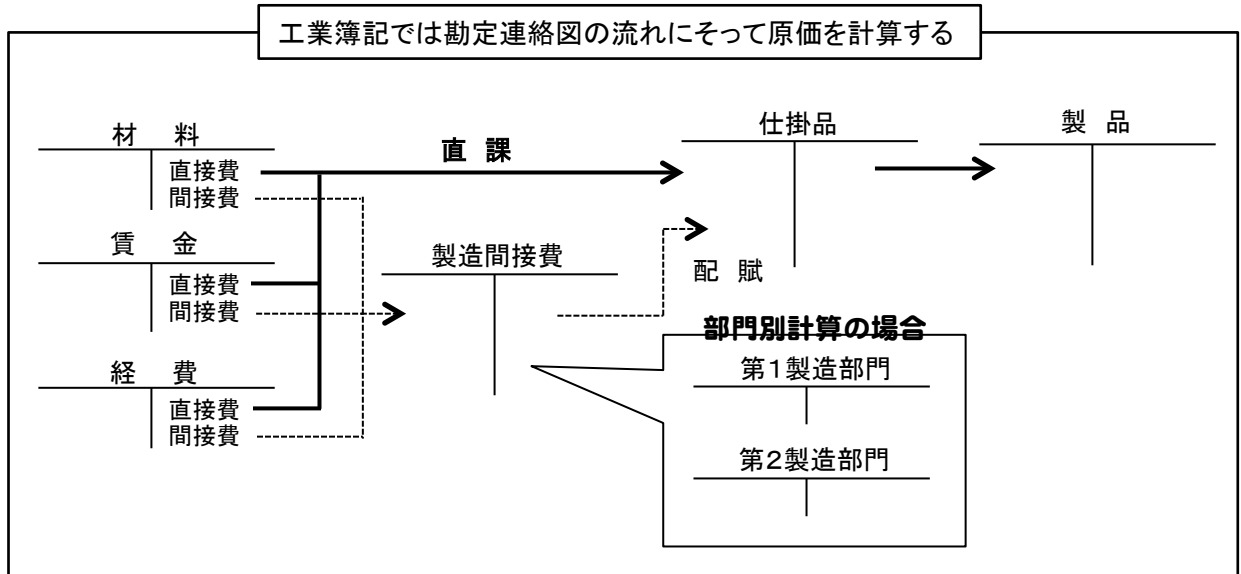 工業簿記では勘定連絡図の流れにそって原価を計算する
材 料
直接費
間接費
直 課
仕掛品
製 品
賃 金
直接費
間接費
製造間接費
配 賦
経 費
直接費
間接費
部門別計算の場合
第1製造部門
第2製造部門